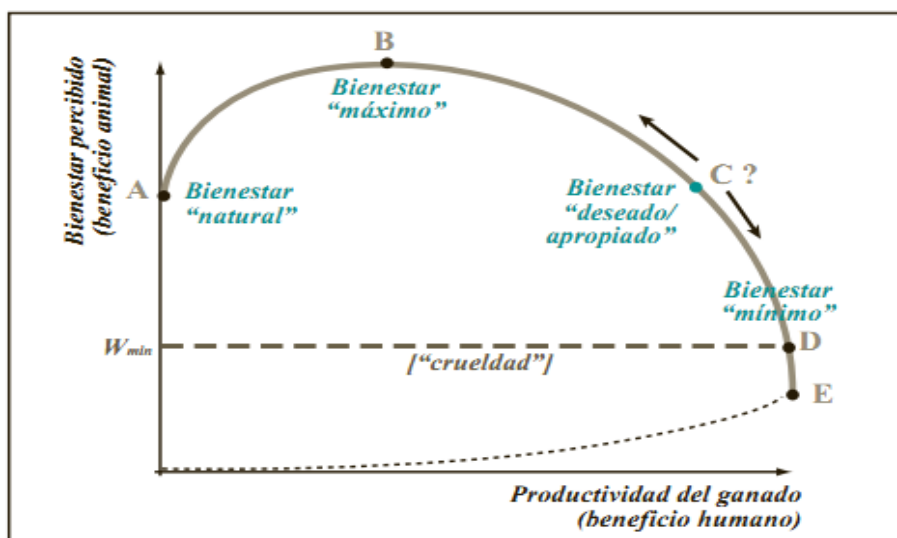 Bienestar percibido
(beneficio animal)
B
Bienestar
“máximo”
A
Bienestar
“natural”
C ?
Bienestar
“deseado/
apropiado”
Bienestar
“mínimo”
Wmin
[“crueldad”]
D
E
Productividad del ganado
(beneficio humano)